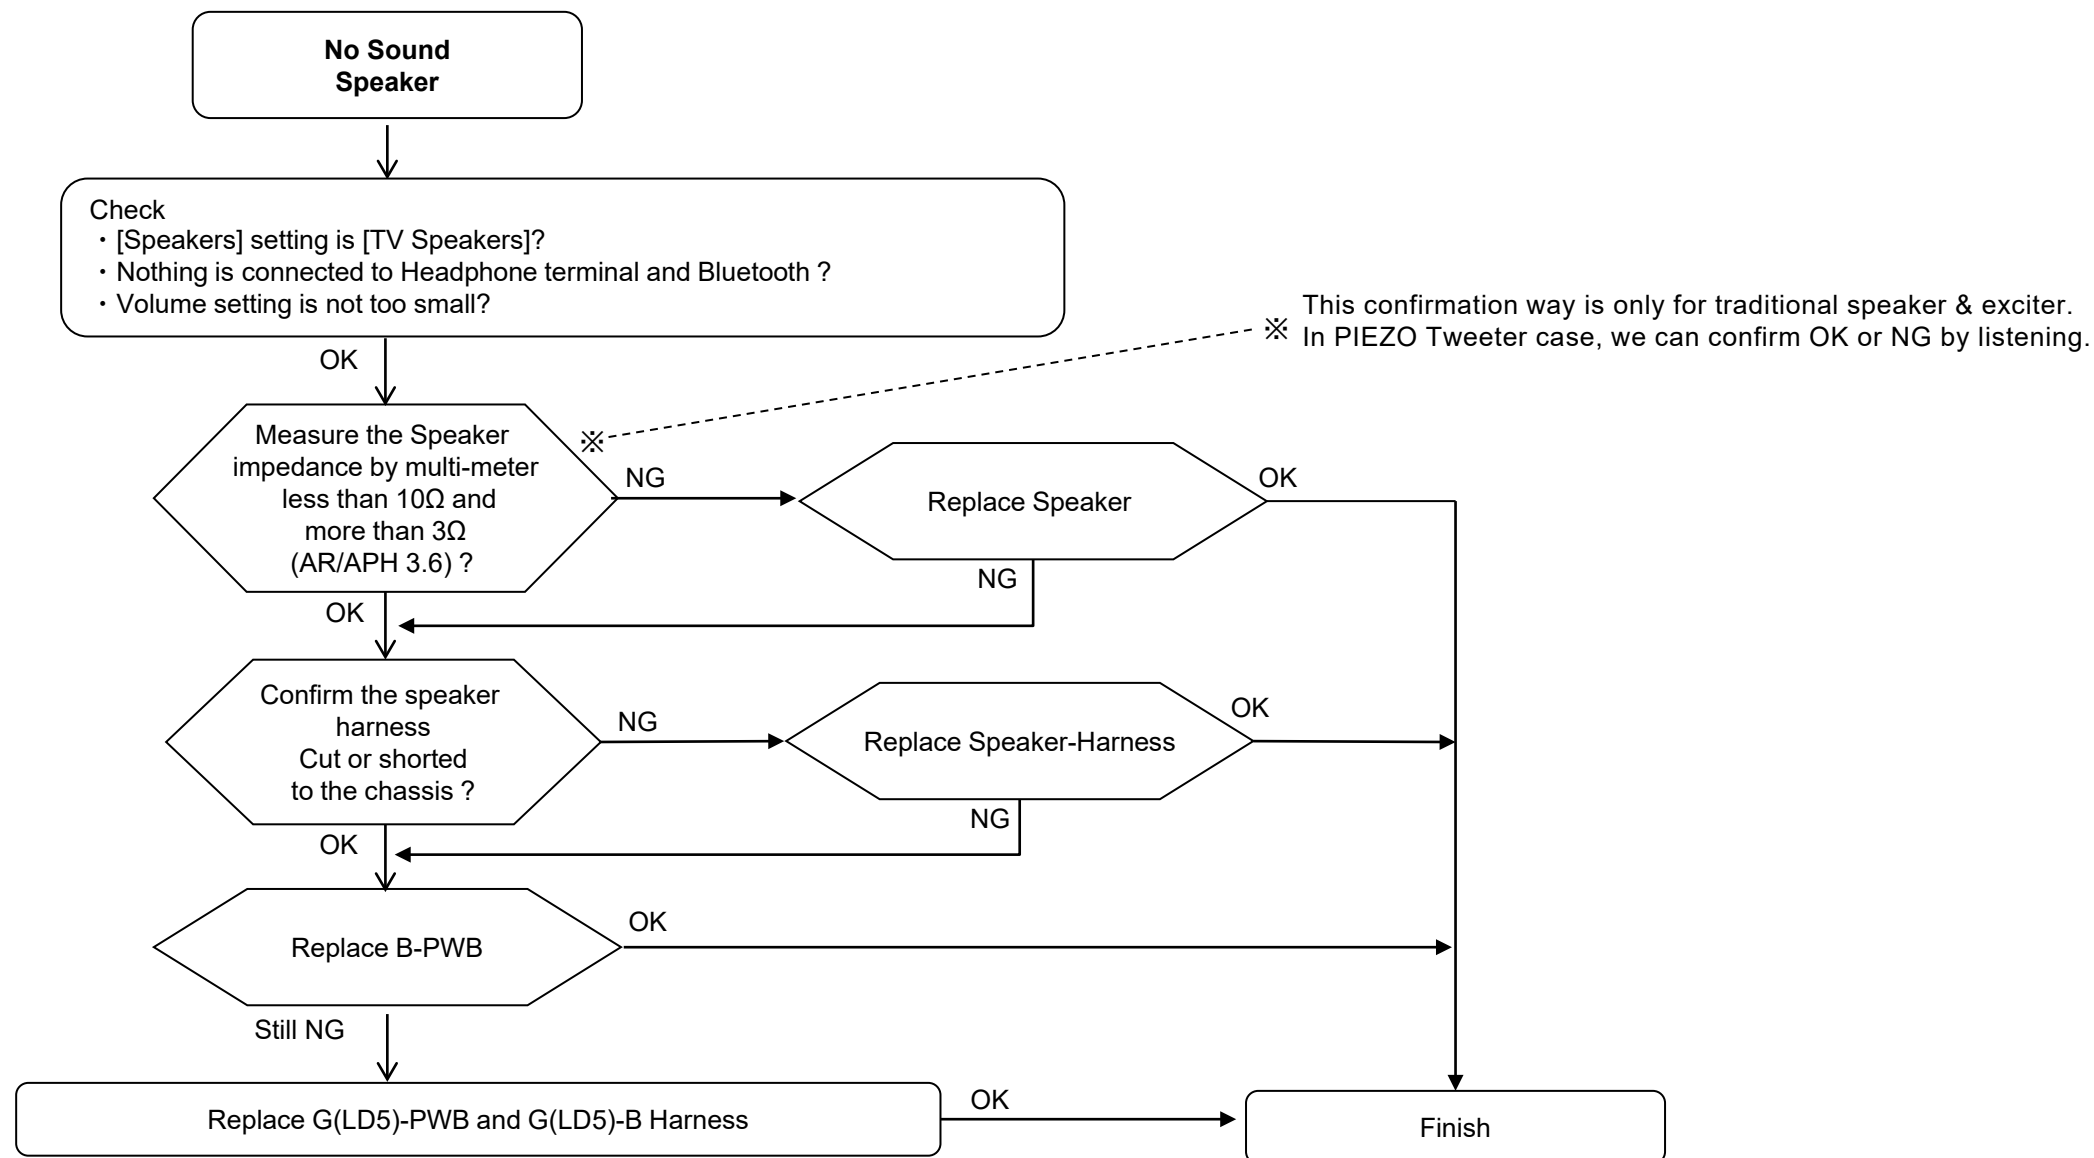 No Sound
Speaker
Check
・[Speakers] setting is [TV Speakers]?
・Nothing is connected to Headphone terminal and Bluetooth ?
・Volume setting is not too small?
※ This confirmation way is only for traditional speaker & exciter.
In PIEZO Tweeter case, we can confirm OK or NG by listening.
OK
Measure the Speaker
impedance by multi-meter
less than 10Ω and
more than 3Ω
(AR/APH 3.6) ?
※
NG
Replace Speaker
OK
NG
OK
Confirm the speaker
harness
Cut or shorted
to the chassis ?
NG
Replace Speaker-Harness
OK
NG
OK
Replace B-PWB
OK
Still NG
Replace G(LD5)-PWB and G(LD5)-B Harness
OK
Finish